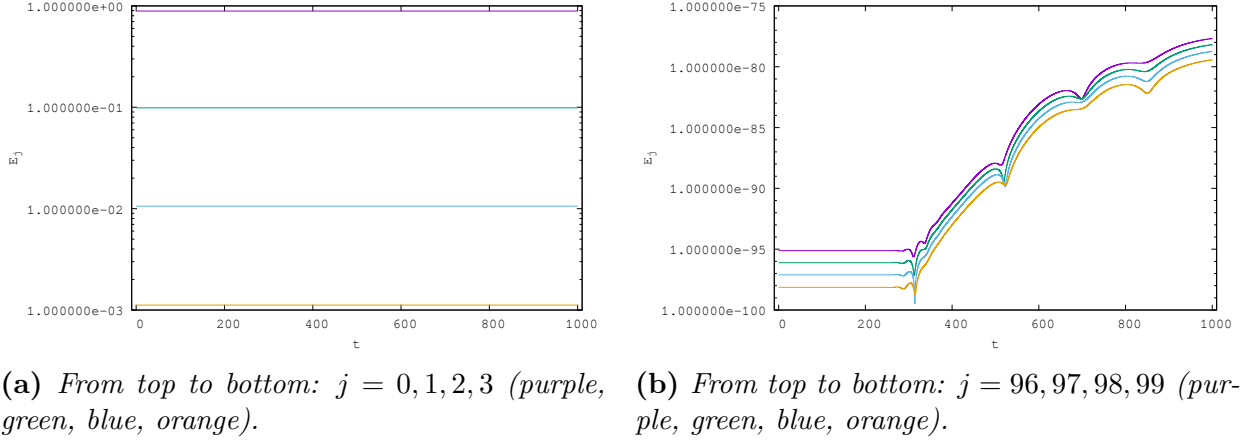 1.000000e+00
1.000000e-01
1.000000e-02
1.000000e-03
E_j
0 200 400 600 800 1000
t
1.000000e-75
1.000000e-80
1.000000e-85
1.000000e-90
1.000000e-95
1.000000e-100
E_j
0 200 400 600 800 1000
t
(a) From top to bottom: j = 0, 1, 2, 3 (purple,
green, blue, orange).
(b) From top to bottom: j = 96, 97, 98, 99 (pur-
ple, green, blue, orange).